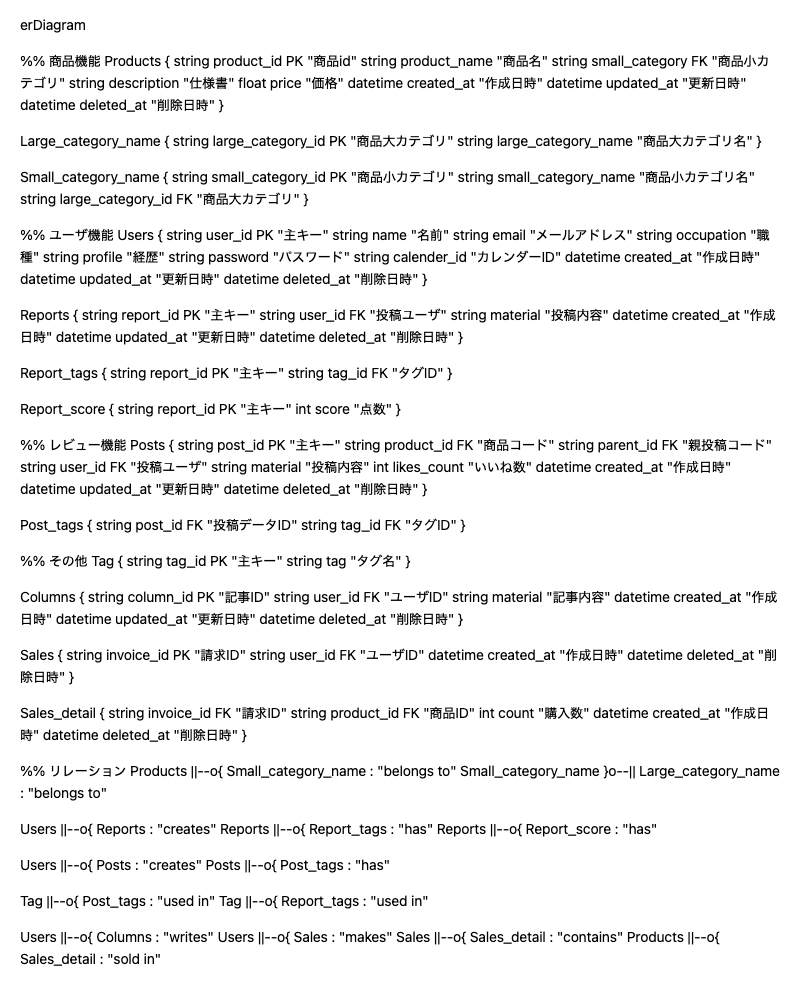 erDiagram
%% 商品機能 Products { string product_id PK "商品id" string product_name "商品名" string small_category FK "商品小カ
テゴリ" string description "仕様書" float price "価格" datetime created_at "作成日時" datetime updated_at "更新日時"
datetime deleted_at "削除日時" }
Large_category_name { string large_category_id PK "商品大カテゴリ" string large_category_name "商品大カテゴリ名" }
Small_category_name { string small_category_id PK "商品小カテゴリ" string small_category_name "商品小カテゴリ名"
string large_category_id FK "商品大カテゴリ" }
%% ユーザ機能 Users { string user_id PK "主キー" string name "名前" string email "メールアドレス" string occupation "職
種" string profile "経歴" string password "パスワード" string calender_id "カレンダーID" datetime created_at "作成日時"
datetime updated_at "更新日時" datetime deleted_at "削除日時" }
Reports { string report_id PK "主キー" string user_id FK "投稿ユーザ" string material "投稿内容" datetime created_at "作成
日時" datetime updated_at "更新日時" datetime deleted_at "削除日時" }
Report_tags { string report_id PK "主キー" string tag_id FK "タグID" }
Report_score { string report_id PK "主キー" int score "点数" }
%% レビュー機能 Posts { string post_id PK "主キー" string product_id FK "商品コード" string parent_id FK "親投稿コード"
string user_id FK "投稿ユーザ" string material "投稿内容" int likes_count "いいね数" datetime created_at "作成日時"
datetime updated_at "更新日時" datetime deleted_at "削除日時" }
Post_tags { string post_id FK "投稿データID" string tag_id FK "タグID" }
%% その他 Tag { string tag_id PK "主キー" string tag "タグ名" }
Columns { string column_id PK "記事ID" string user_id FK "ユーザID" string material "記事内容" datetime created_at "作成
日時" datetime updated_at "更新日時" datetime deleted_at "削除日時" }
Sales { string invoice_id PK "請求ID" string user_id FK "ユーザID" datetime created_at "作成日時" datetime deleted_at "削
除日時" }
Sales_detail { string invoice_id FK "請求ID" string product_id FK "商品ID" int count "購入数" datetime created_at "作成日
時" datetime deleted_at "削除日時" }
%% リレーション Products ||--o{ Small_category_name : "belongs to" Small_category_name }o--|| Large_category_name
: "belongs to"
Users ||--o{ Reports : "creates" Reports ||--o{ Report_tags : "has" Reports ||--o{ Report_score : "has"
Users ||--o{ Posts : "creates" Posts ||--o{ Post_tags : "has"
Tag ||--o{ Post_tags : "used in" Tag ||--o{ Report_tags : "used in"
Users ||--o{ Columns : "writes" Users ||--o{ Sales : "makes" Sales ||--o{ Sales_detail : "contains" Products ||--o{
Sales_detail : "sold in"